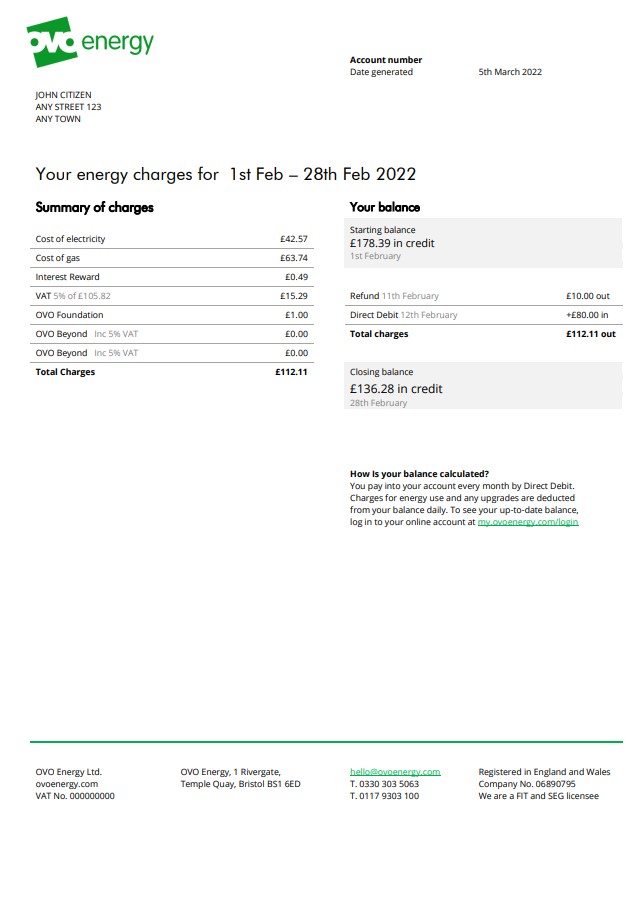 OVO energy
Account number
Date generated 5th March 2022
JOHN CITIZEN
ANY STREET 123
ANY TOWN
Your energy charges for 1st Feb – 28th Feb 2022
Summary of charges
Cost of electricity £42.57
Cost of gas £63.74
Interest Reward £0.49
VAT 5% of £105.82 £15.29
OVO Foundation £1.00
OVO Beyond Inc 5% VAT £0.00
OVO Beyond Inc 5% VAT £0.00
Total Charges £112.11
Your balance
Starting balance
£178.39 in credit
1st February
Refund 11th February £10.00 out
Direct Debit 12th February +£80.00 in
Total charges £112.11 out
Closing balance
£136.28 in credit
28th February
How Is your balance calculated?
You pay into your account every month by Direct Debit.
Charges for energy use and any upgrades are deducted
from your balance daily. To see your up-to-date balance,
log in to your online account at my.ovoenergy.com/login
OVO Energy Ltd.
ovoenergy.com
VAT No. 000000000
OVO Energy, 1 Rivergate,
Temple Quay, Bristol BS1 6ED
hello@ovoenergy.com
T. 0330 303 5063
T. 0117 9303 100
Registered in England and Wales
Company No. 06890795
We are a FIT and SEG licensee